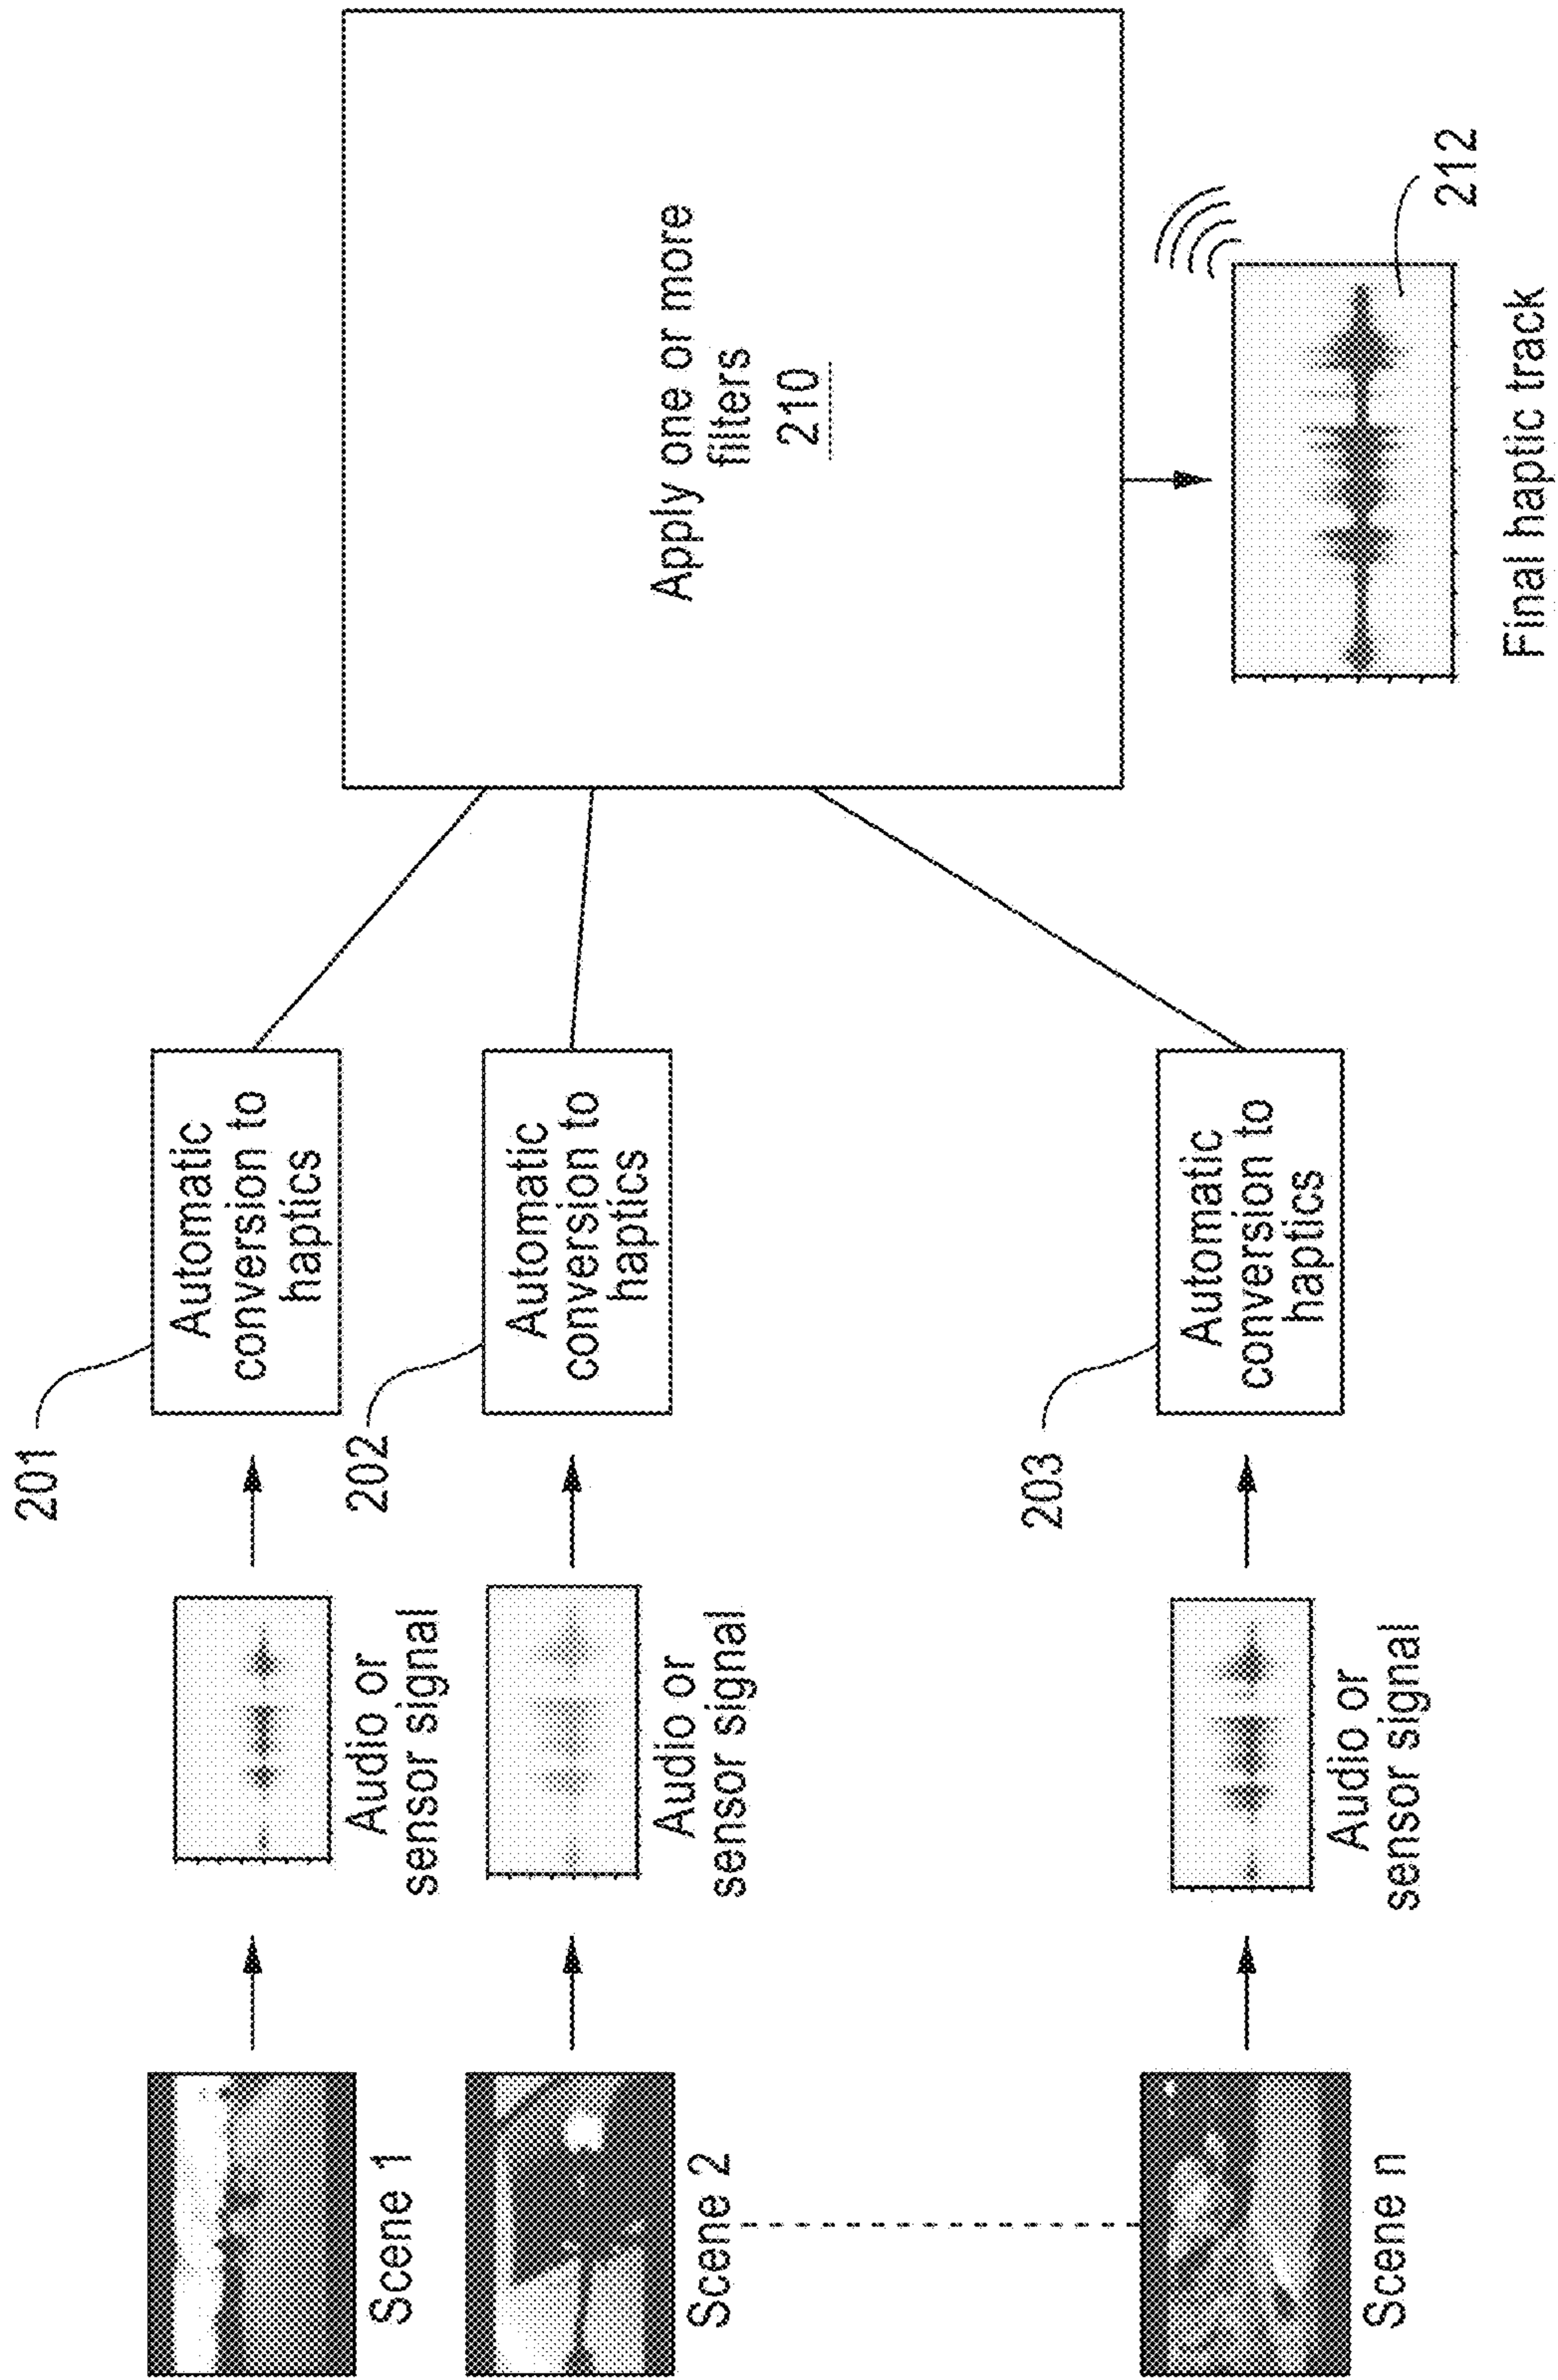 201
Automatic
conversion to
haptics
Audio or
sensor signal
Scene 1
202
Automatic
conversion to
haptics
Audio or
sensor signal
Scene 2
203
Automatic
conversion to
haptics
Audio or
sensor signal
Scene n
Apply one or more
filters
210
212
Final haptic track